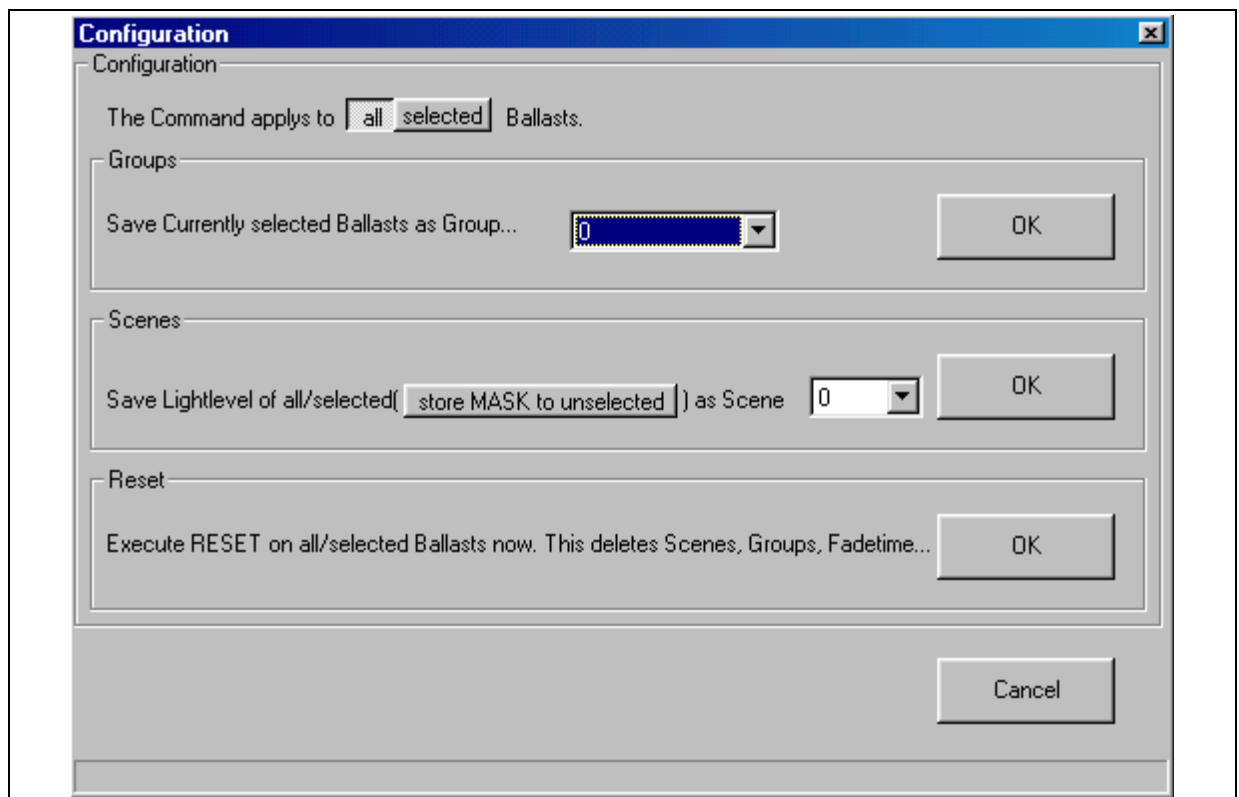 Configuration
Configuration
The Command applys to all selected Ballasts.
Groups
Save Currently selected Ballasts as Group... 0 OK
Scenes
Save Lightlevel of all/selected( store MASK to unselected ) as Scene 0 OK
Reset
Execute RESET on all/selected Ballasts now. This deletes Scenes, Groups, Fadetime... OK
Cancel